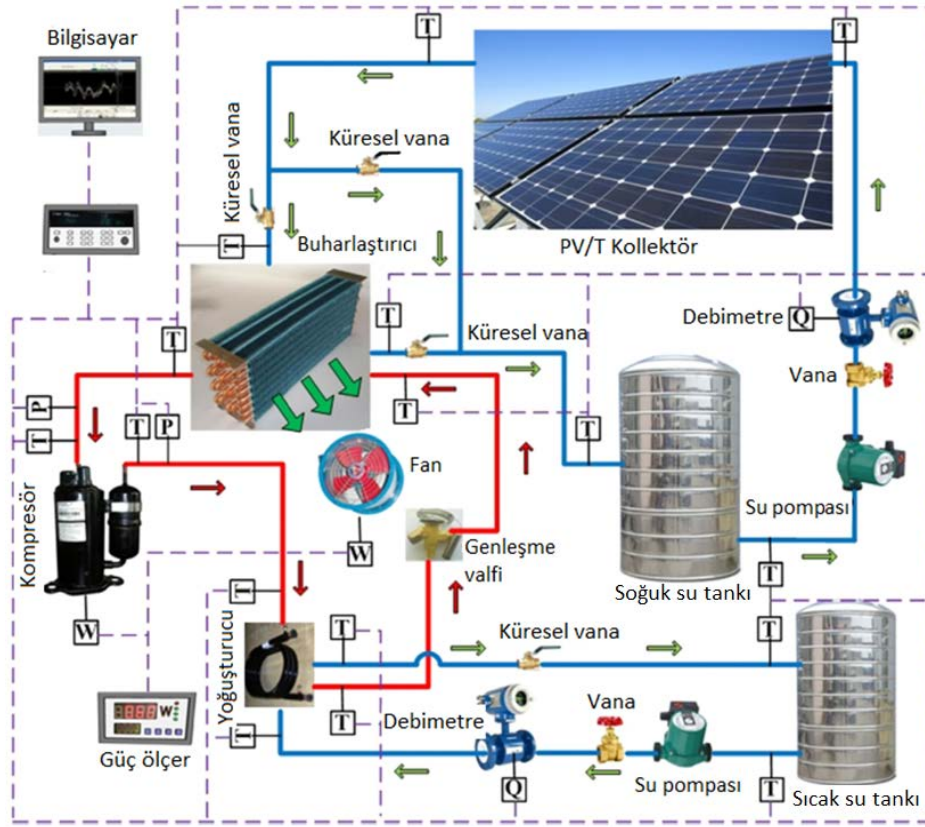 Bilgisayar
T
T
Küresel vana
Küresel vana
T
Buharlaştırıcı
PV/T Kollektör
T
T
Küresel vana
Debimetre
Q
Vana
P
T
T
P
T
T
Fan
Kompresör
Su pompası
W
Genleşme
valfi
W
T
T
Soğuk su tankı
Yoğuşturucu
T
Küresel vana
T
T
Debimetre
Vana
T
Güç ölçer
Q
Su pompası
T
Sıcak su tankı